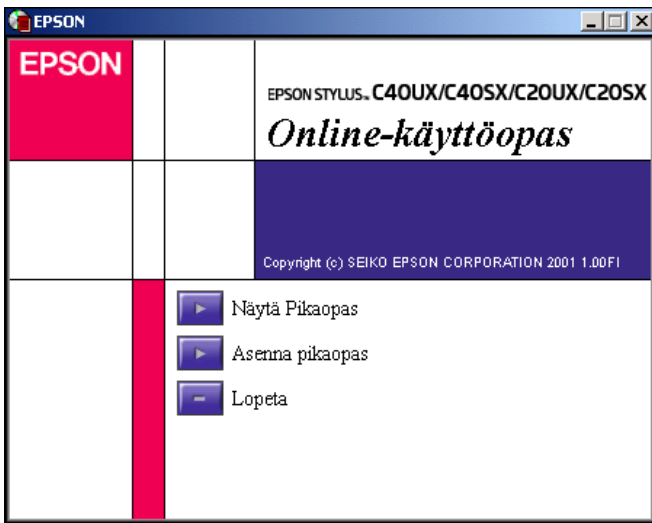 EPSON
EPSON
EPSON STYLUS™ C40UX/C40SX/C20UX/C20SX
Online-käyttöopas
Copyright (c) SEIKO EPSON CORPORATION 2001 1.00FI
Näytä Pikaopas
Asenna pikaopas
Lopeta